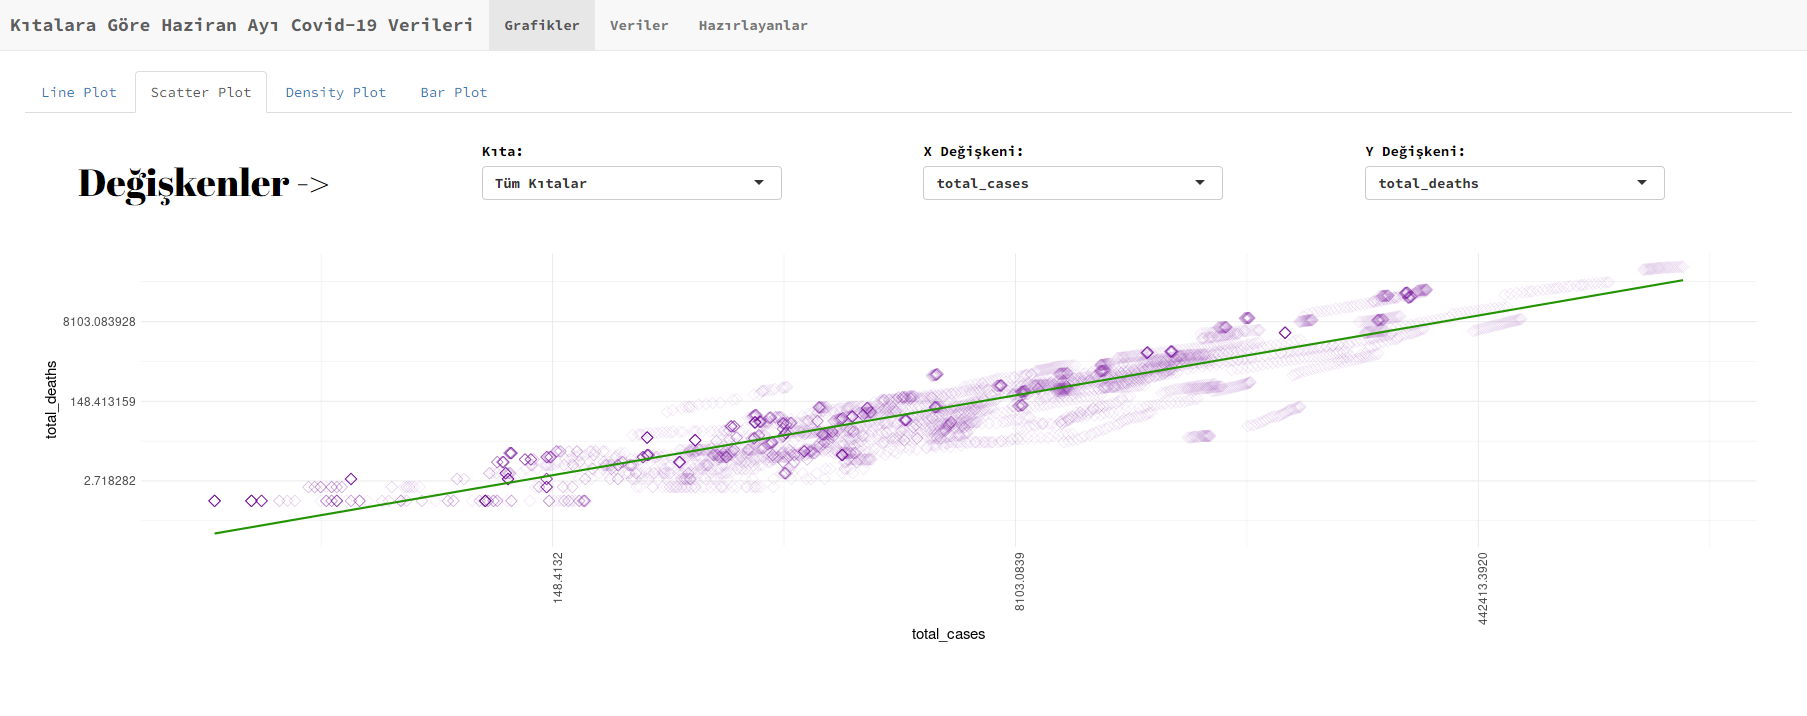 Kıtalara Göre Haziran Ayı Covid-19 Verileri Grafikler Veriler Hazırlayanlar
Line Plot Scatter Plot Density Plot Bar Plot
Değişkenler ->
Kıta:
Tüm Kıtalar
X Değişkeni:
total_cases
Y Değişkeni:
total_deaths
total_deaths
8103.083928
148.413159
2.718282
148.4132
8103.0839
442413.3920
total_cases